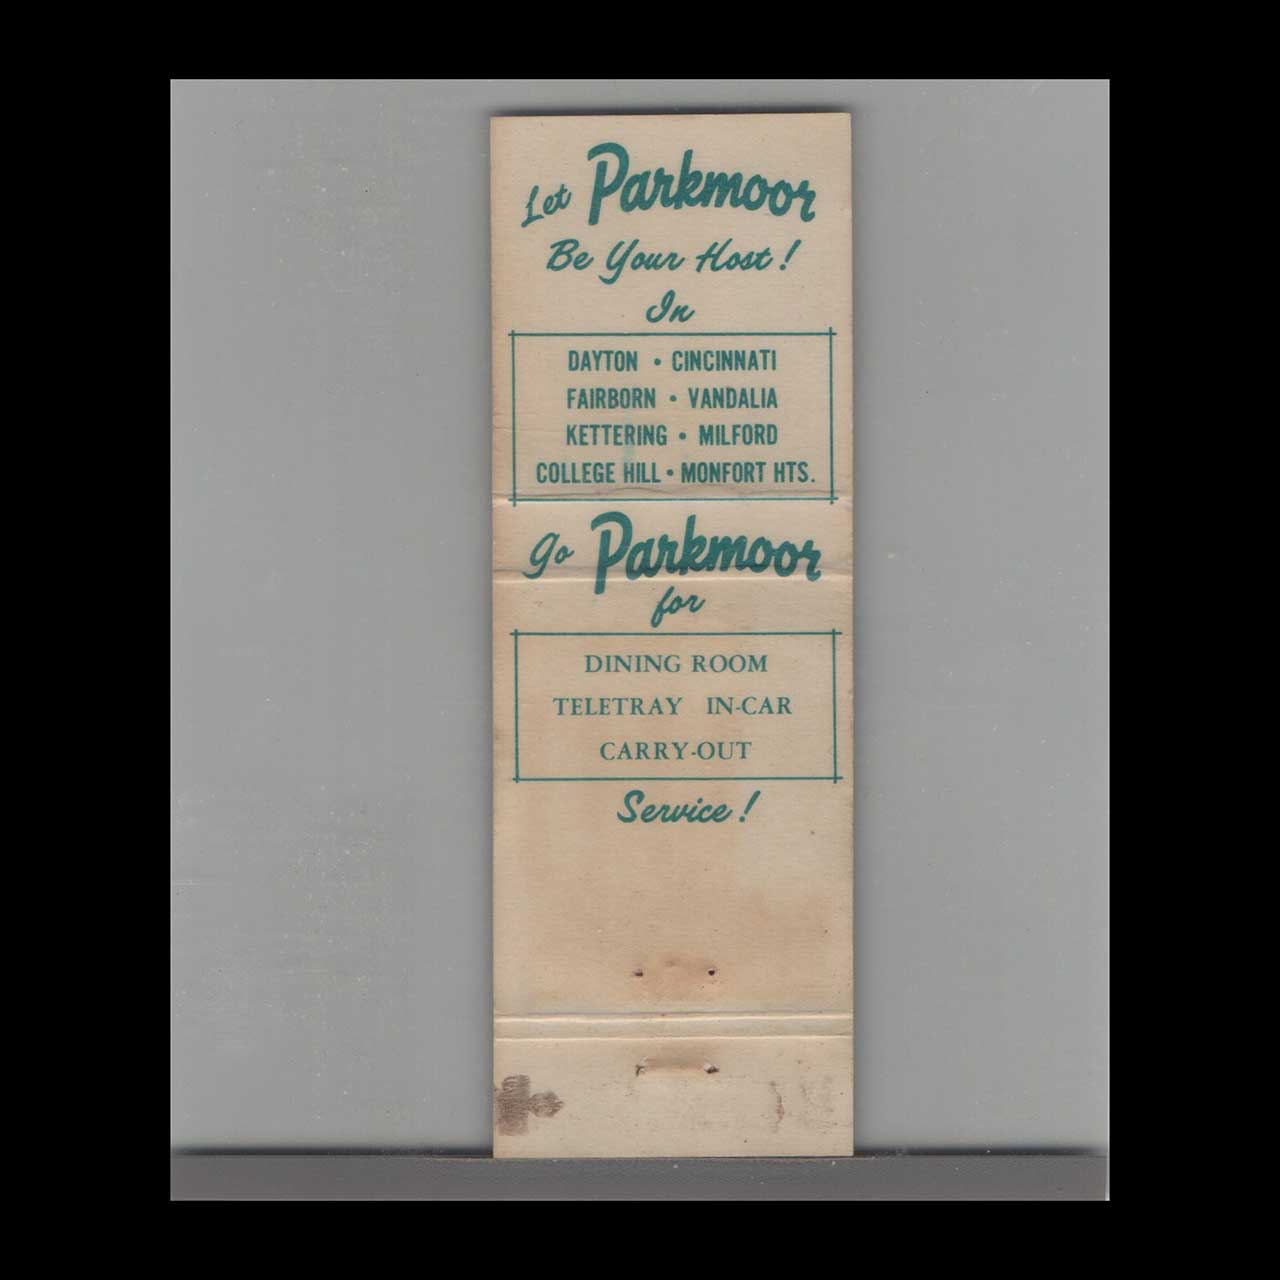 Let Parkmoor
Be Your Host!
In
DAYTON • CINCINNATI
FAIRBORN • VANDALIA
KETTERING • MILFORD
COLLEGE HILL • MONFORT HTS.
Go Parkmoor
for
DINING ROOM
TELETRAY IN-CAR
CARRY-OUT
Service!